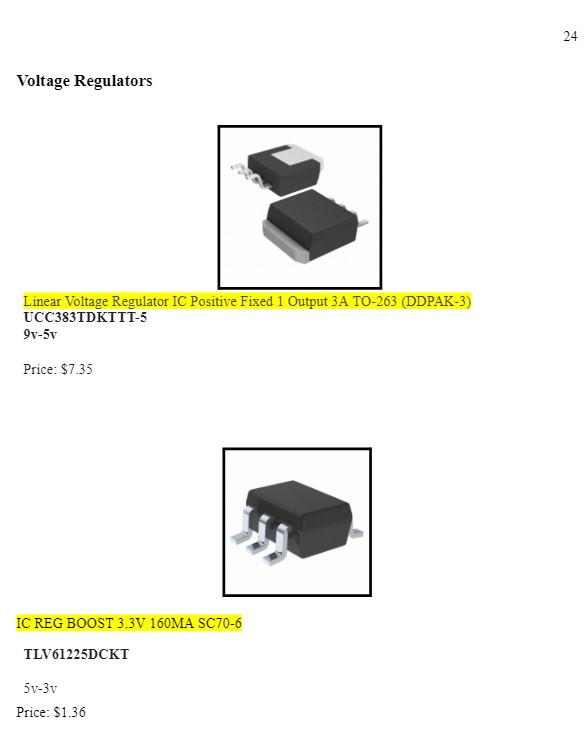 24
Voltage Regulators
Linear Voltage Regulator IC Positive Fixed 1 Output 3A TO-263 (DDPAK-3)
UCC383TDKTTT-5
9v-5v
Price: $7.35
IC REG BOOST 3.3V 160MA SC70-6
TLV61225DCKT
5v-3v
Price: $1.36